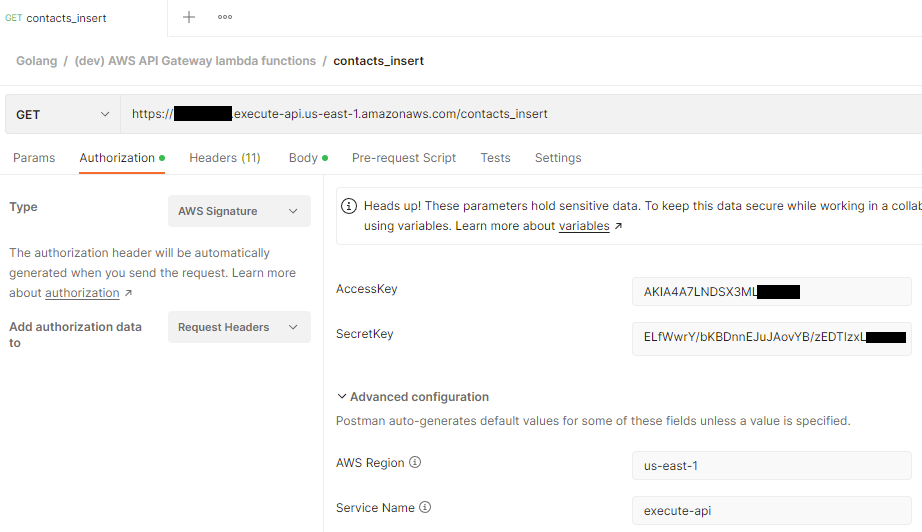 GET contacts_insert
Golang / (dev) AWS API Gateway lambda functions / contacts_insert
GET https:// .execute-api.us-east-1.amazonaws.com/contacts_insert
Params Authorization Headers (11) Body Pre-request Script Tests Settings
Type AWS Signature
The authorization header will be automatically
generated when you send the request. Learn more
about authorization ↗
Add authorization data
to
Request Headers
Heads up! These parameters hold sensitive data. To keep this data secure while working in a collab
using variables. Learn more about variables ↗
AccessKey AKIA4A7LNDSX3ML
SecretKey ELfWwrY/bKBDnnEJuJAovYB/zEDTIzxL
Advanced configuration
Postman auto-generates default values for some of these fields unless a value is specified.
AWS Region us-east-1
Service Name execute-api